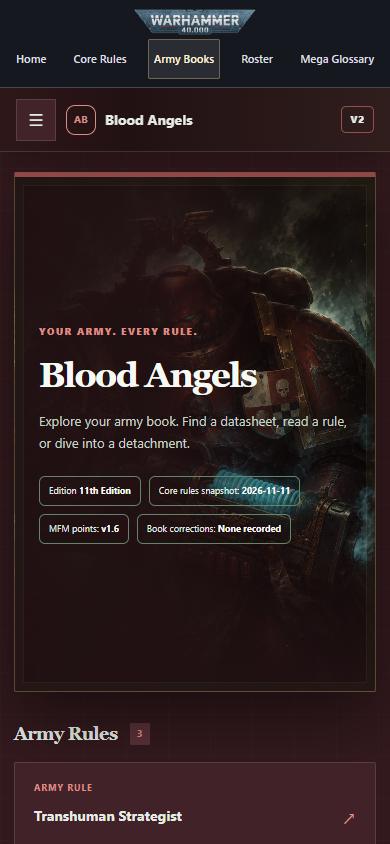 WARHAMMER
40,000
Home Core Rules Army Books Roster Mega Glossary
☰ AB Blood Angels V2
YOUR ARMY. EVERY RULE.
Blood Angels
Explore your army book. Find a datasheet, read a rule,
or dive into a detachment.
Edition 11th Edition Core rules snapshot: 2026-11-11
MFM points: v1.6 Book corrections: None recorded
Army Rules 3
ARMY RULE
Transhuman Strategist ↗